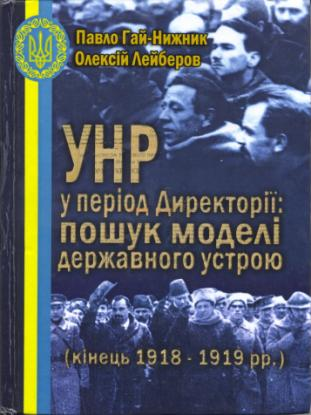 Павло Гай-Нижник
Олексій Лейберов
УНР
у період Директорії:
пошук моделі
державного устрою
(кінець 1918 - 1919 рр.)